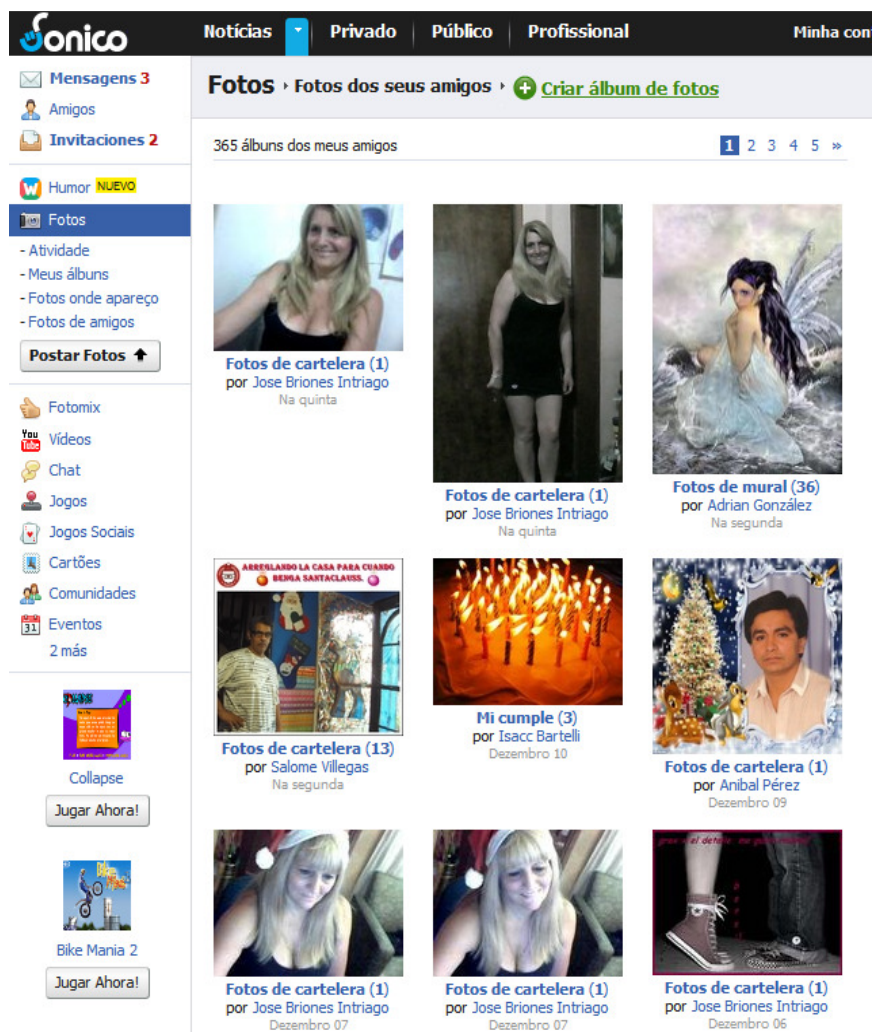 Sonico
Notícias
Privado
Público
Profissional
Minha con
Mensagens 3
Amigos
Invitaciones 2
Humor NUEVO
Fotos
- Atividade
- Meus álbuns
- Fotos onde apareço
- Fotos de amigos
Postar Fotos
Fotomix
You Tube Vídeos
Chat
Jogos
Jogos Sociais
Cartões
Comunidades
31 Eventos
2 más
Collapse
Jugar Ahora!
Bike Mania 2
Jugar Ahora!
Fotos › Fotos dos seus amigos › Criar álbum de fotos
365 álbuns dos meus amigos
1 2 3 4 5 »
Fotos de cartelera (1)
por Jose Briones Intriago
Na quinta
Fotos de cartelera (1)
por Jose Briones Intriago
Na quinta
Fotos de mural (36)
por Adrian González
Na segunda
ARREGLANDO LA CASA PARA CUANDO
BENGA SANTACLAUSS.
Fotos de cartelera (13)
por Salome Villegas
Na segunda
Mi cumple (3)
por Isacc Bartelli
Dezembro 10
Fotos de cartelera (1)
por Anibal Pérez
Dezembro 09
Fotos de cartelera (1)
por Jose Briones Intriago
Dezembro 07
Fotos de cartelera (1)
por Jose Briones Intriago
Dezembro 07
Fotos de cartelera (1)
por Jose Briones Intriago
Dezembro 06